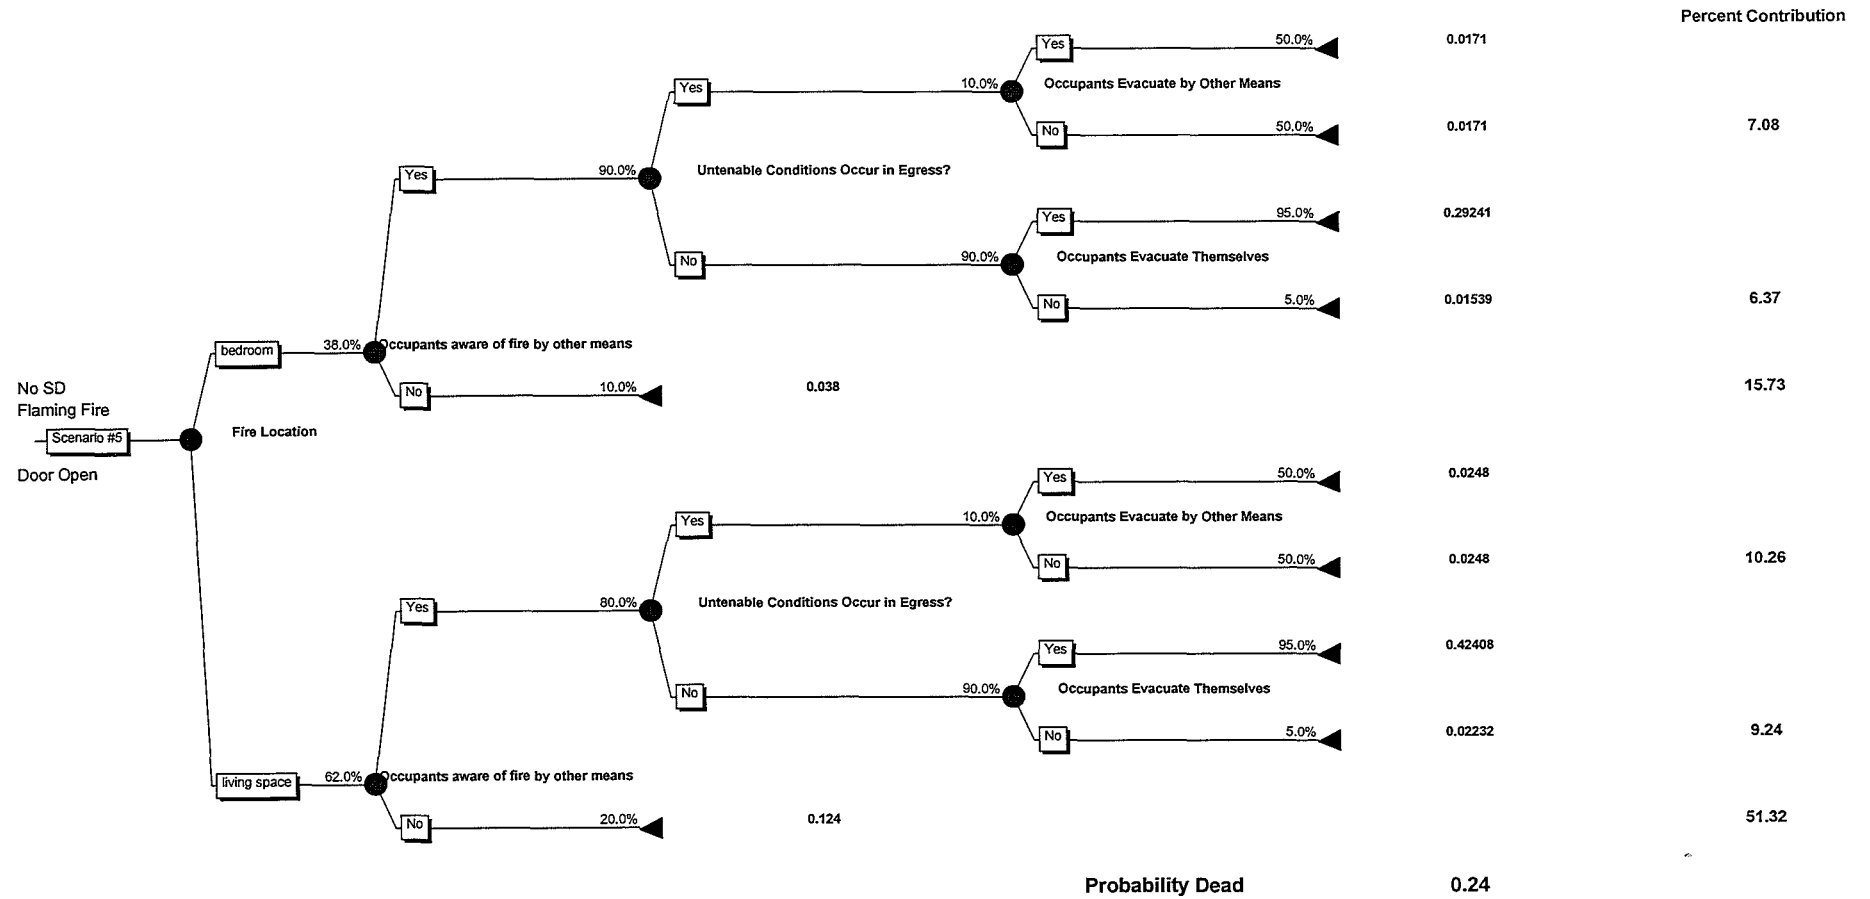 Percent Contribution
Yes 50.0% 0.0171
Yes 10.0% Occupants Evacuate by Other Means
No 50.0% 0.0171 7.08
Yes 90.0% Untenable Conditions Occur in Egress?
Yes 95.0% 0.29241
No 90.0% Occupants Evacuate Themselves
No 5.0% 0.01539 6.37
bedroom 38.0% Occupants aware of fire by other means
No 10.0% 0.038 15.73
No SD
Flaming Fire
Scenario #5 Fire Location
Door Open
Yes 50.0% 0.0248
Yes 10.0% Occupants Evacuate by Other Means
No 50.0% 0.0248 10.26
Yes 80.0% Untenable Conditions Occur in Egress?
Yes 95.0% 0.42408
No 90.0% Occupants Evacuate Themselves
No 5.0% 0.02232 9.24
living space 62.0% Occupants aware of fire by other means
No 20.0% 0.124 51.32
Probability Dead 0.24